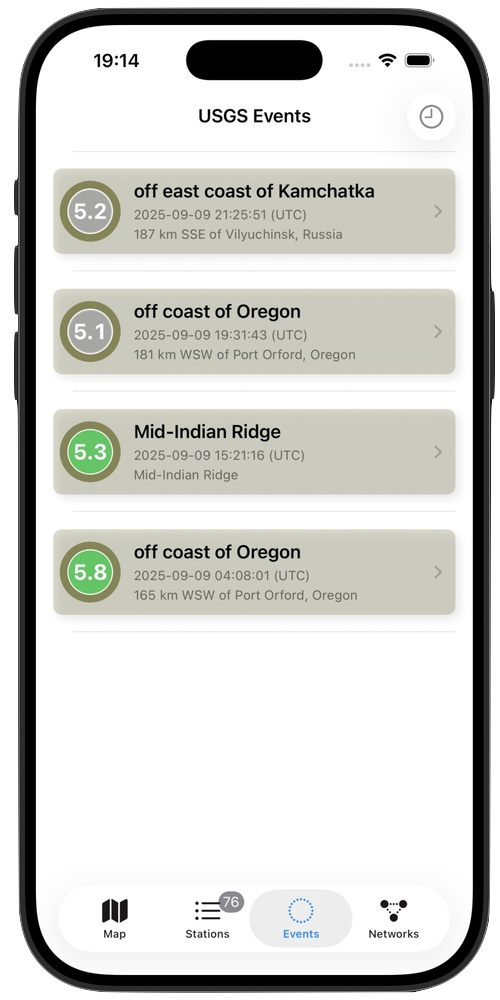 19:14
USGS Events
5.2
off east coast of Kamchatka
2025-09-09 21:25:51 (UTC)
187 km SSE of Vilyuchinsk, Russia
5.1
off coast of Oregon
2025-09-09 19:31:43 (UTC)
181 km WSW of Port Orford, Oregon
5.3
Mid-Indian Ridge
2025-09-09 15:21:16 (UTC)
Mid-Indian Ridge
5.8
off coast of Oregon
2025-09-09 04:08:01 (UTC)
165 km WSW of Port Orford, Oregon
76
Map
Stations
Events
Networks